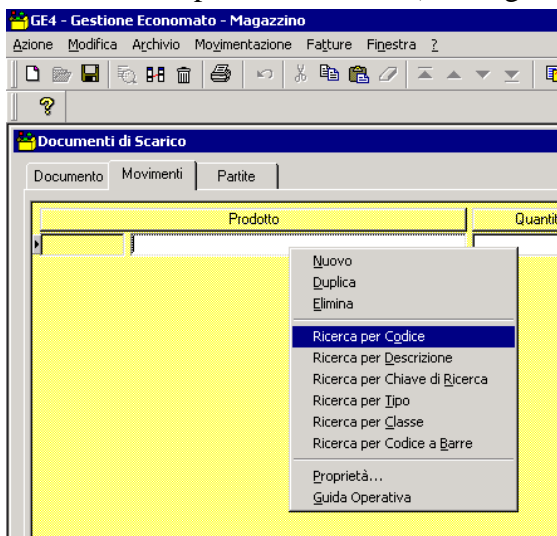 GE4 - Gestione Economato - Magazzino
Azione Modifica Archivio Movimentazione Fatture Finestra ?
Documenti di Scarico
Documento Movimenti Partite
Prodotto Quantit
Nuovo
Duplica
Elimina
Ricerca per Codice
Ricerca per Descrizione
Ricerca per Chiave di Ricerca
Ricerca per Tipo
Ricerca per Classe
Ricerca per Codice a Barre
Proprietà...
Guida Operativa